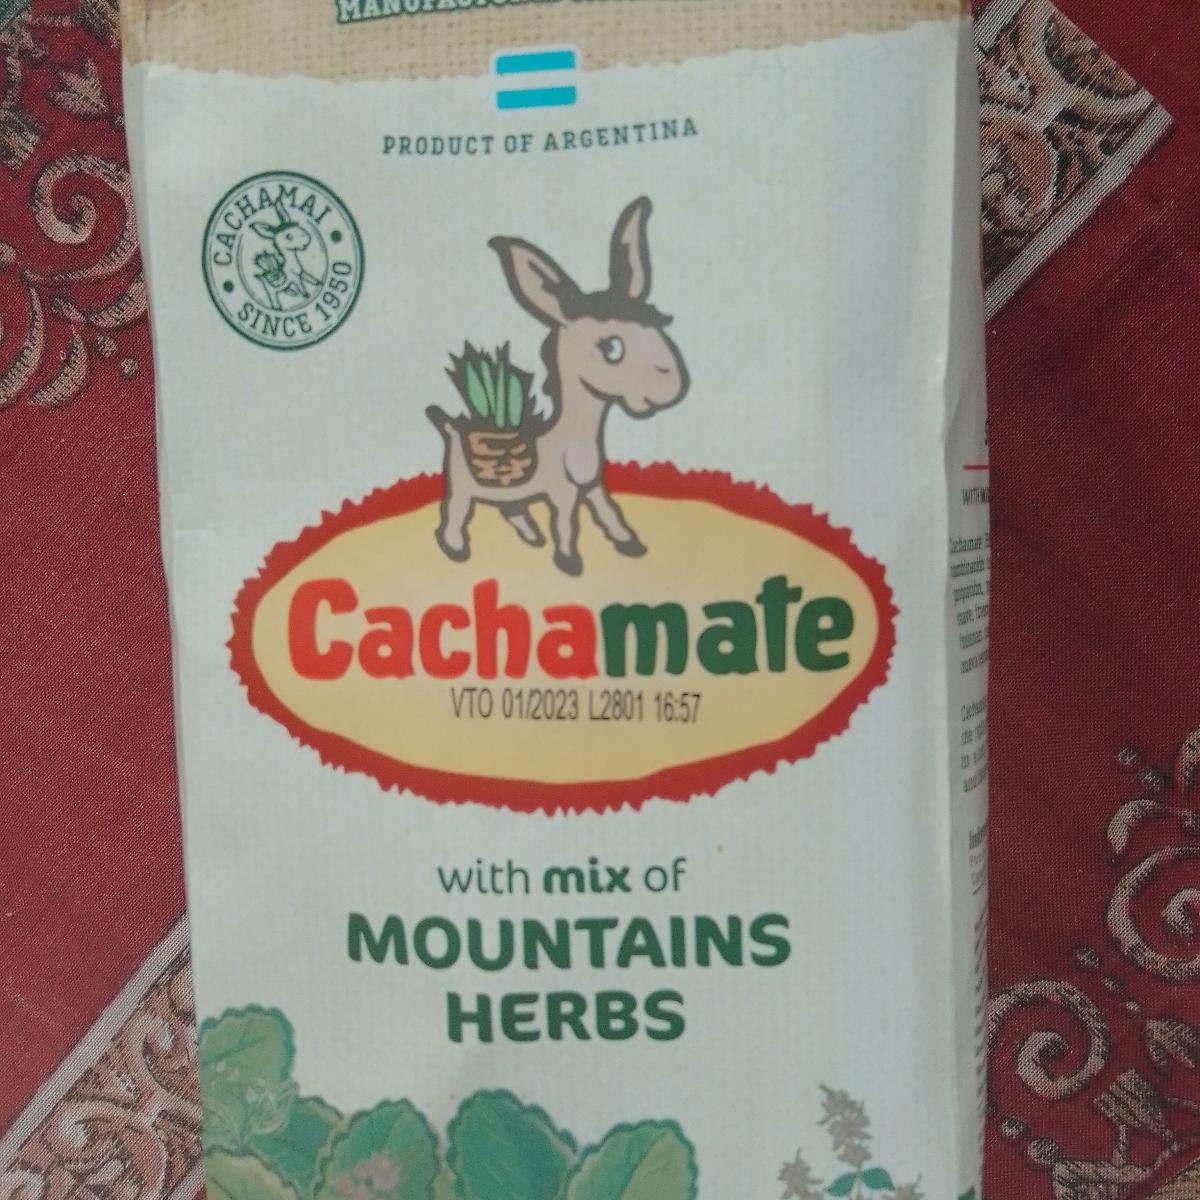 PRODUCT OF ARGENTINA
CACHAMAI
SINCE 1950
Cachamate
VTO 01/2023 L2801 16:57
with mix of
MOUNTAINS
HERBS